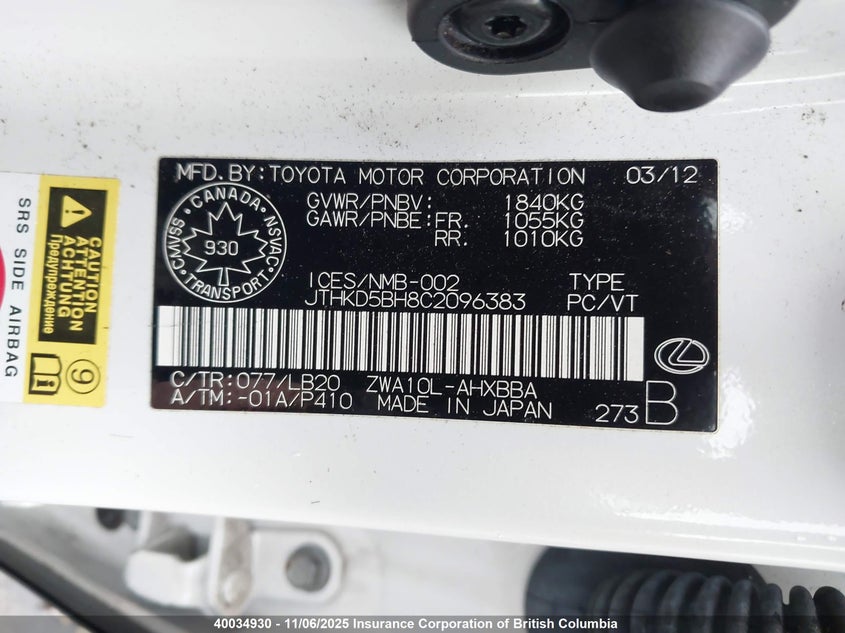 MFD. BY: TOYOTA MOTOR CORPORATION 03/12
GVWR/PNBV: 1840KG
GAWR/PNBE: FR. 1055KG
RR. 1010KG
CANADA
CMVSS NSVAC
930
TRANSPORT
ICES/NMB-002 TYPE
JTHKD5BH8C2096383 PC/VT
C/TR: 077/LB20 ZWA10L-AHXBBA
A/TM: -01A/P410 MADE IN JAPAN 273 B
SRS SIDE AIRBAG
CAUTION
ATTENTION
ACHTUNG
Предупреждение
9
40034930 - 11/06/2025 Insurance Corporation of British Columbia